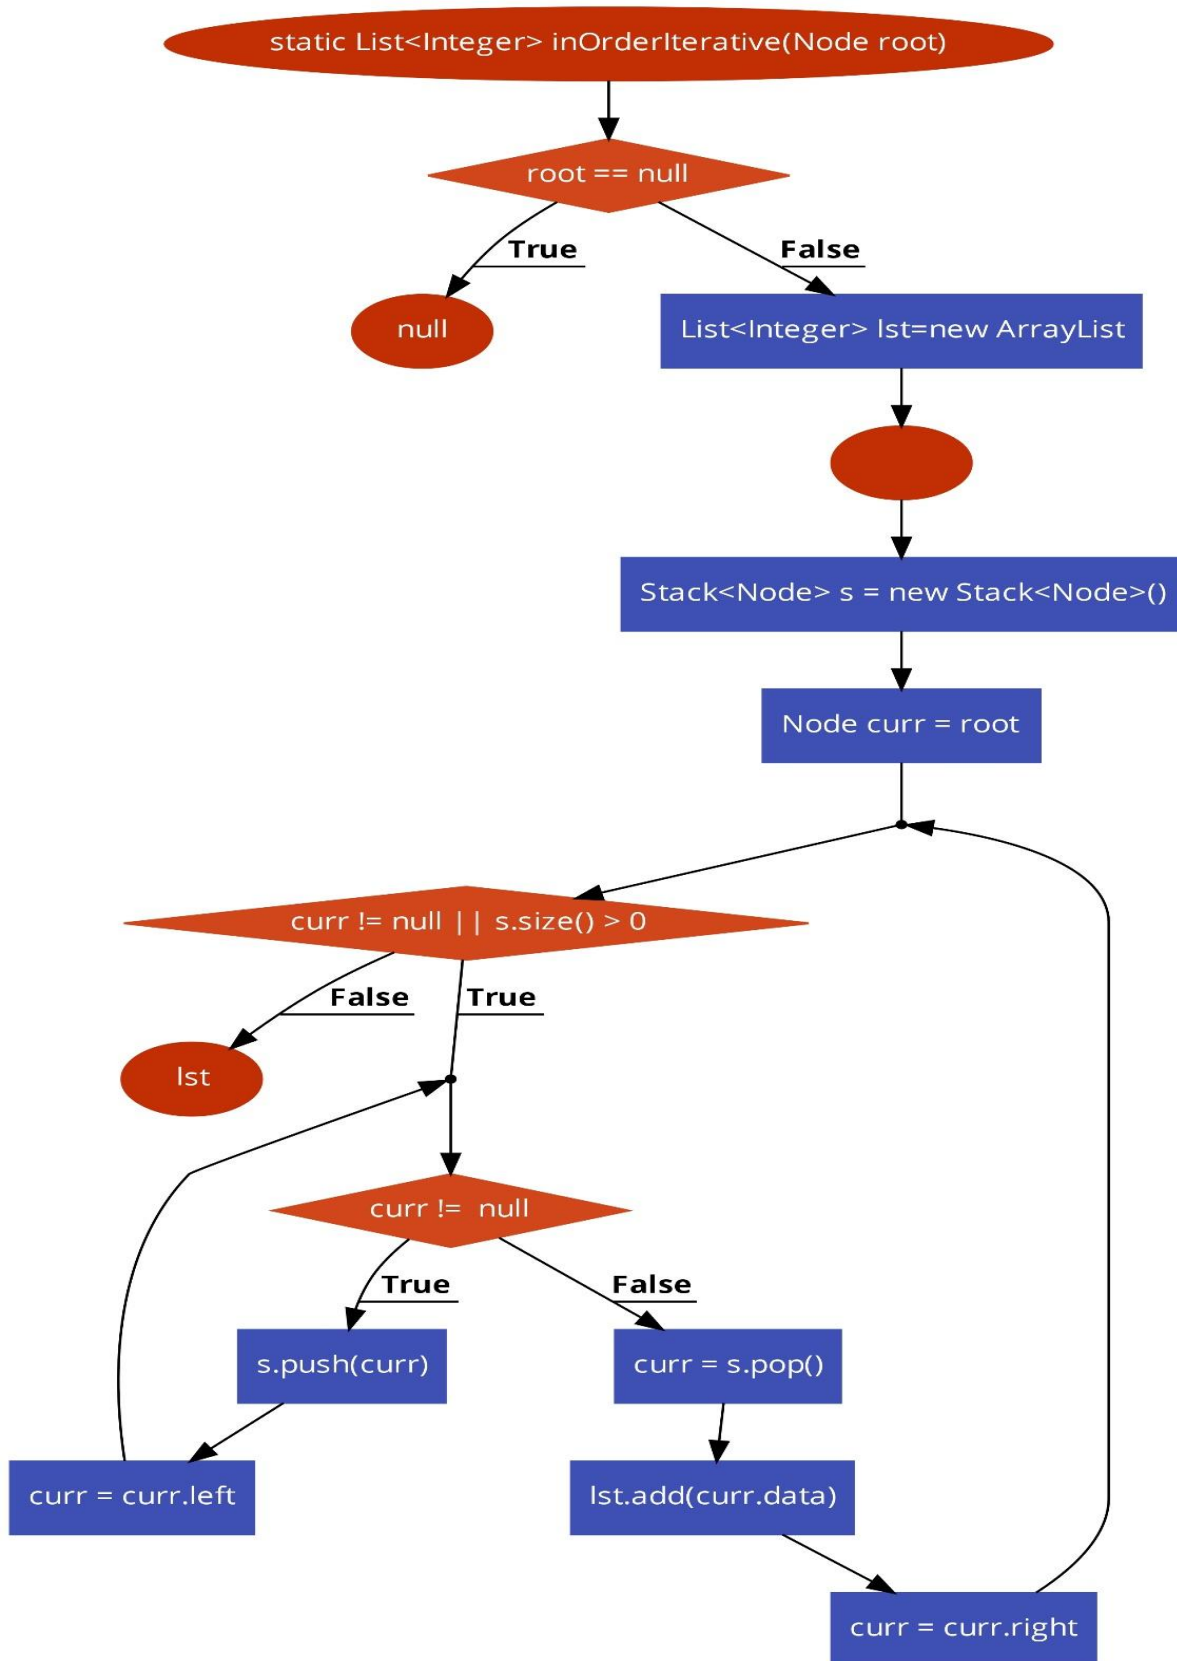 static List<Integer> inOrderIterative(Node root)
root == null
True
False
null
List<Integer> lst=new ArrayList
Stack<Node> s = new Stack<Node>()
Node curr = root
curr != null || s.size() > 0
False
True
lst
curr !=  null
True
False
s.push(curr)
curr = s.pop()
curr = curr.left
lst.add(curr.data)
curr = curr.right